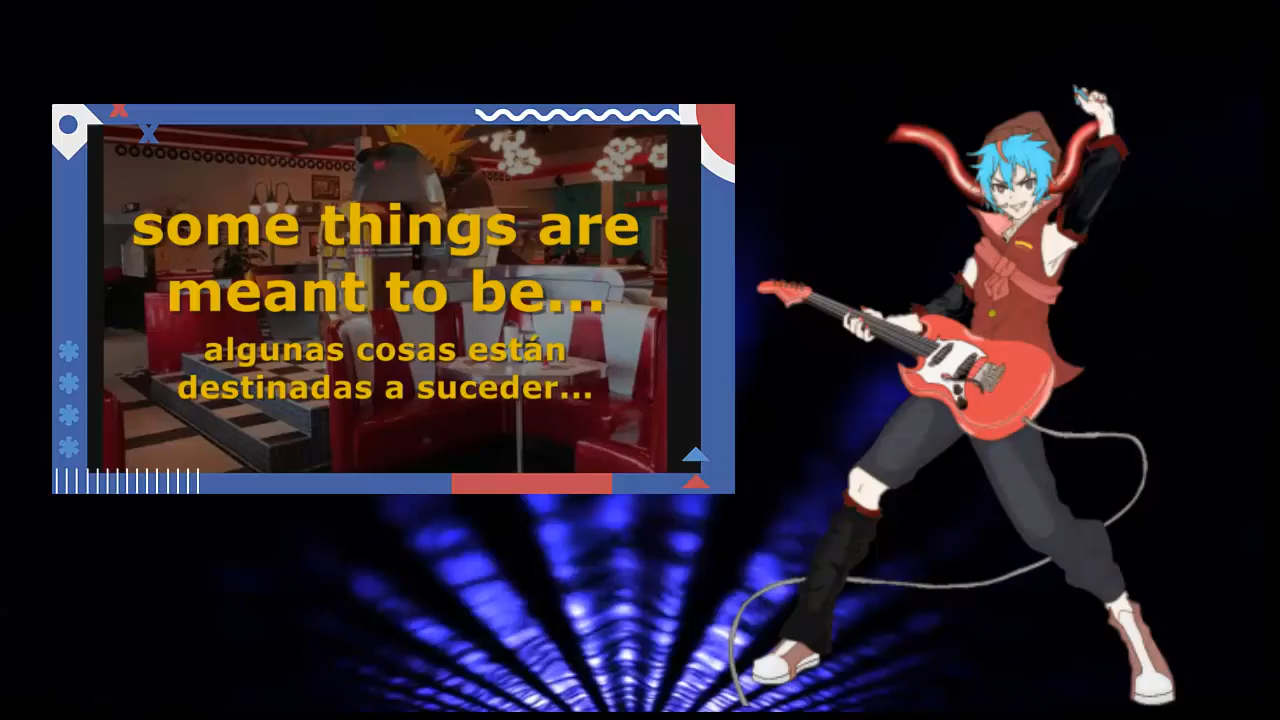 some things are
meant to be...
algunas cosas están
destinadas a suceder...